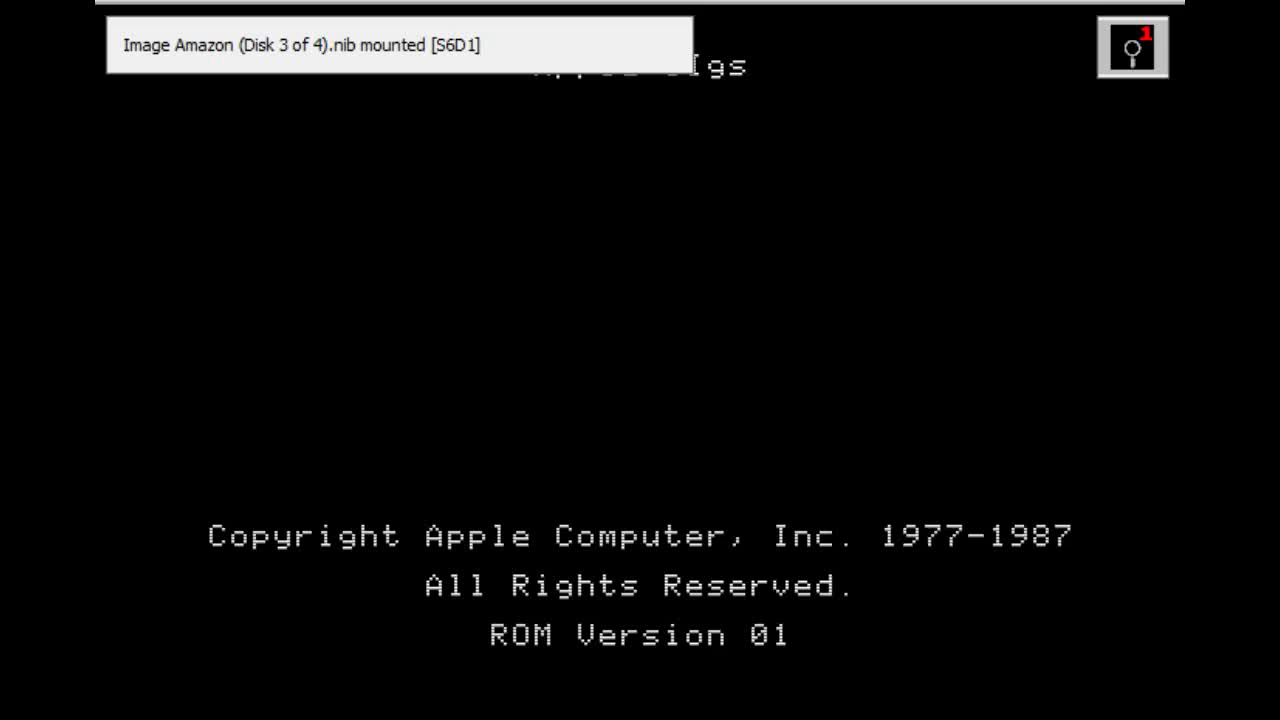 Image Amazon (Disk 3 of 4).nib mounted [S6D1]
1
Copyright Apple Computer, Inc. 1977-1987
All Rights Reserved.
ROM Version 01